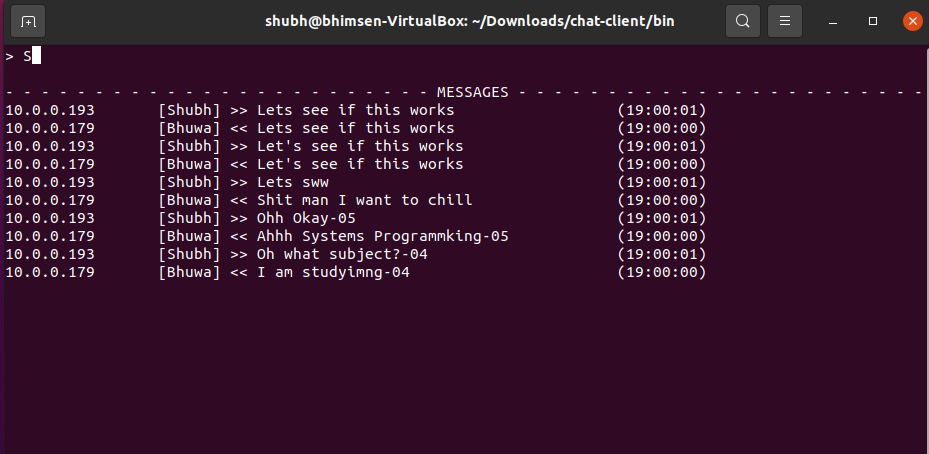 shubh@bhimsen-VirtualBox: ~/Downloads/chat-client/bin
> S
- - - - - - - - - - - - - - - - - - - - - - - - MESSAGES - - - - - - - - - - - - - - - - - - - - - - -
10.0.0.193 [Shubh] >> Lets see if this works (19:00:01)
10.0.0.179 [Bhuwa] << Lets see if this works (19:00:00)
10.0.0.193 [Shubh] >> Let's see if this works (19:00:01)
10.0.0.179 [Bhuwa] << Let's see if this works (19:00:00)
10.0.0.193 [Shubh] >> Lets sww (19:00:01)
10.0.0.179 [Bhuwa] << Shit man I want to chill (19:00:00)
10.0.0.193 [Shubh] >> Ohh Okay-05 (19:00:01)
10.0.0.179 [Bhuwa] << Ahhh Systems Programmking-05 (19:00:00)
10.0.0.193 [Shubh] >> Oh what subject?-04 (19:00:01)
10.0.0.179 [Bhuwa] << I am studyimng-04 (19:00:00)